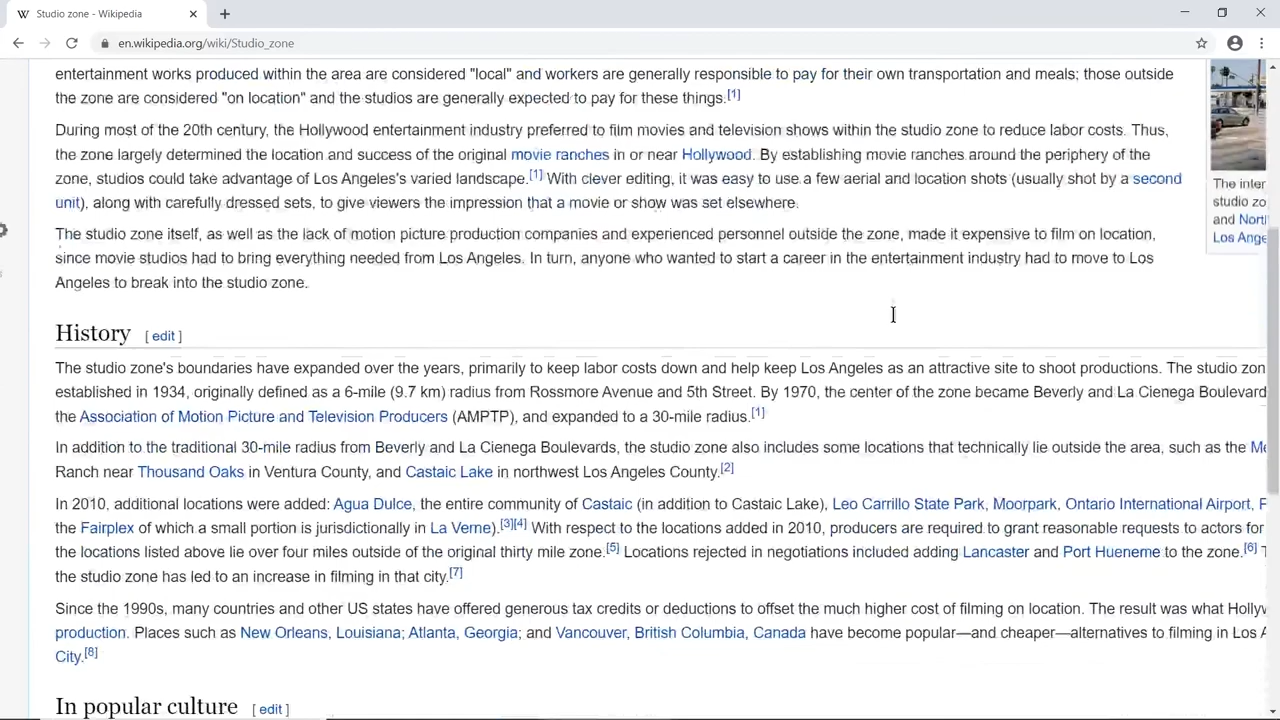 Studio zone - Wikipedia
en.wikipedia.org/wiki/Studio_zone
entertainment works produced within the area are considered "local" and workers are generally responsible to pay for their own transportation and meals; those outside
the zone are considered "on location" and the studios are generally expected to pay for these things.[1]
During most of the 20th century, the Hollywood entertainment industry preferred to film movies and television shows within the studio zone to reduce labor costs. Thus,
the zone largely determined the location and success of the original movie ranches in or near Hollywood. By establishing movie ranches around the periphery of the
zone, studios could take advantage of Los Angeles's varied landscape.[1] With clever editing, it was easy to use a few aerial and location shots (usually shot by a second
unit), along with carefully dressed sets, to give viewers the impression that a movie or show was set elsewhere.
The inter
studio zo
and Nort
Los Ange
The studio zone itself, as well as the lack of motion picture production companies and experienced personnel outside the zone, made it expensive to film on location,
since movie studios had to bring everything needed from Los Angeles. In turn, anyone who wanted to start a career in the entertainment industry had to move to Los
Angeles to break into the studio zone.
History [ edit ]
The studio zone's boundaries have expanded over the years, primarily to keep labor costs down and help keep Los Angeles as an attractive site to shoot productions. The studio zon
established in 1934, originally defined as a 6-mile (9.7 km) radius from Rossmore Avenue and 5th Street. By 1970, the center of the zone became Beverly and La Cienega Boulevard
the Association of Motion Picture and Television Producers (AMPTP), and expanded to a 30-mile radius.[1]
In addition to the traditional 30-mile radius from Beverly and La Cienega Boulevards, the studio zone also includes some locations that technically lie outside the area, such as the Me
Ranch near Thousand Oaks in Ventura County, and Castaic Lake in northwest Los Angeles County.[2]
In 2010, additional locations were added: Agua Dulce, the entire community of Castaic (in addition to Castaic Lake), Leo Carrillo State Park, Moorpark, Ontario International Airport, F
the Fairplex of which a small portion is jurisdictionally in La Verne).[3][4] With respect to the locations added in 2010, producers are required to grant reasonable requests to actors for
the locations listed above lie over four miles outside of the original thirty mile zone.[5] Locations rejected in negotiations included adding Lancaster and Port Hueneme to the zone.[6] T
the studio zone has led to an increase in filming in that city.[7]
Since the 1990s, many countries and other US states have offered generous tax credits or deductions to offset the much higher cost of filming on location. The result was what Hollyw
production. Places such as New Orleans, Louisiana; Atlanta, Georgia; and Vancouver, British Columbia, Canada have become popular—and cheaper—alternatives to filming in Los A
City.[8]
In popular culture [ edit ]